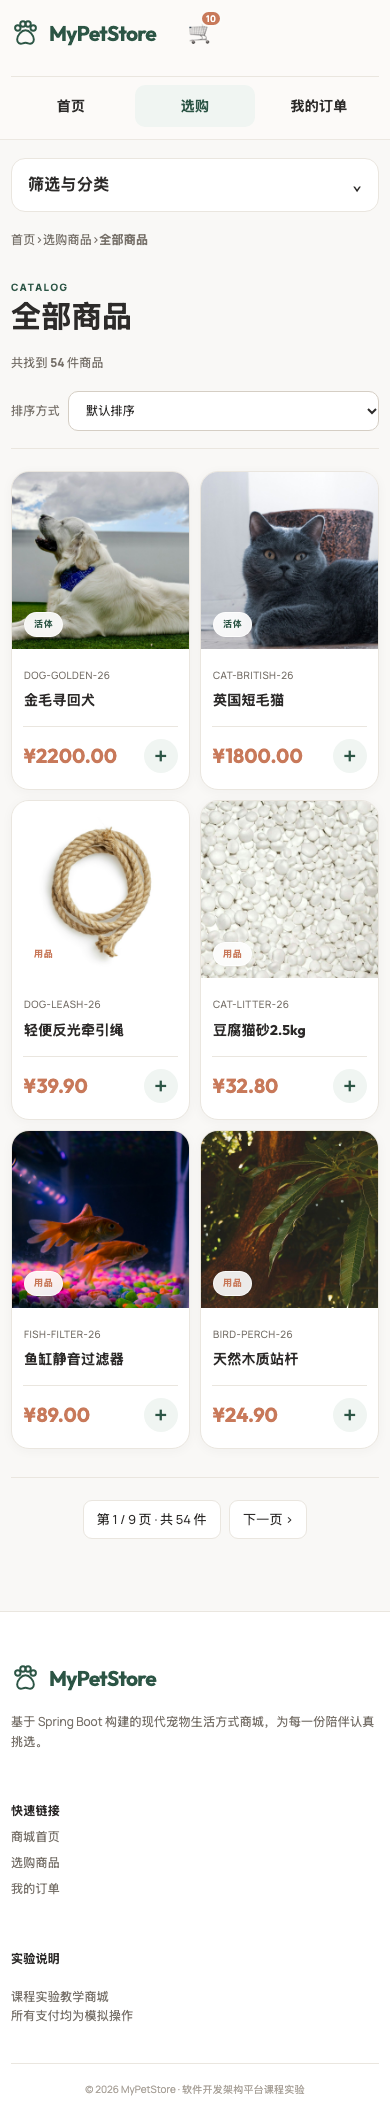 MyPetStore
10
首页
选购
我的订单
筛选与分类
首页›选购商品›全部商品
CATALOG
全部商品
共找到 54 件商品
排序方式
默认排序
活体
DOG-GOLDEN-26
金毛寻回犬
¥2200.00
+
活体
CAT-BRITISH-26
英国短毛猫
¥1800.00
+
用品
DOG-LEASH-26
轻便反光牵引绳
¥39.90
+
用品
CAT-LITTER-26
豆腐猫砂2.5kg
¥32.80
+
用品
FISH-FILTER-26
鱼缸静音过滤器
¥89.00
+
用品
BIRD-PERCH-26
天然木质站杆
¥24.90
+
第 1 / 9 页 · 共 54 件
下一页 ›
MyPetStore
基于 Spring Boot 构建的现代宠物生活方式商城，为每一份陪伴认真
挑选。
快速链接
商城首页
选购商品
我的订单
实验说明
课程实验教学商城
所有支付均为模拟操作
© 2026 MyPetStore · 软件开发架构平台课程实验